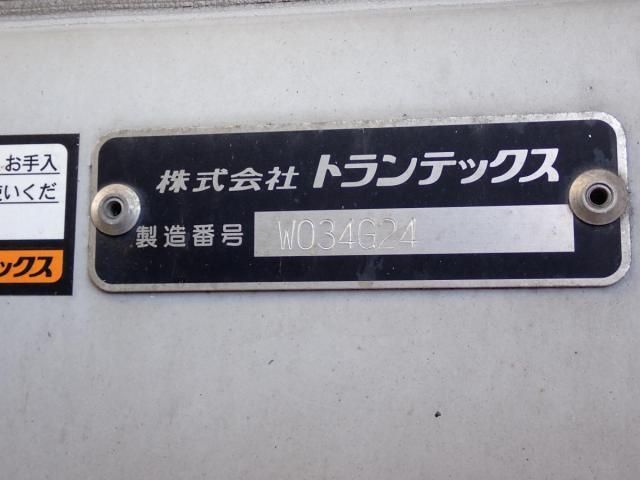 株式会社 トランテックス
製造番号 W034G24
お手入
いくだ
ックス